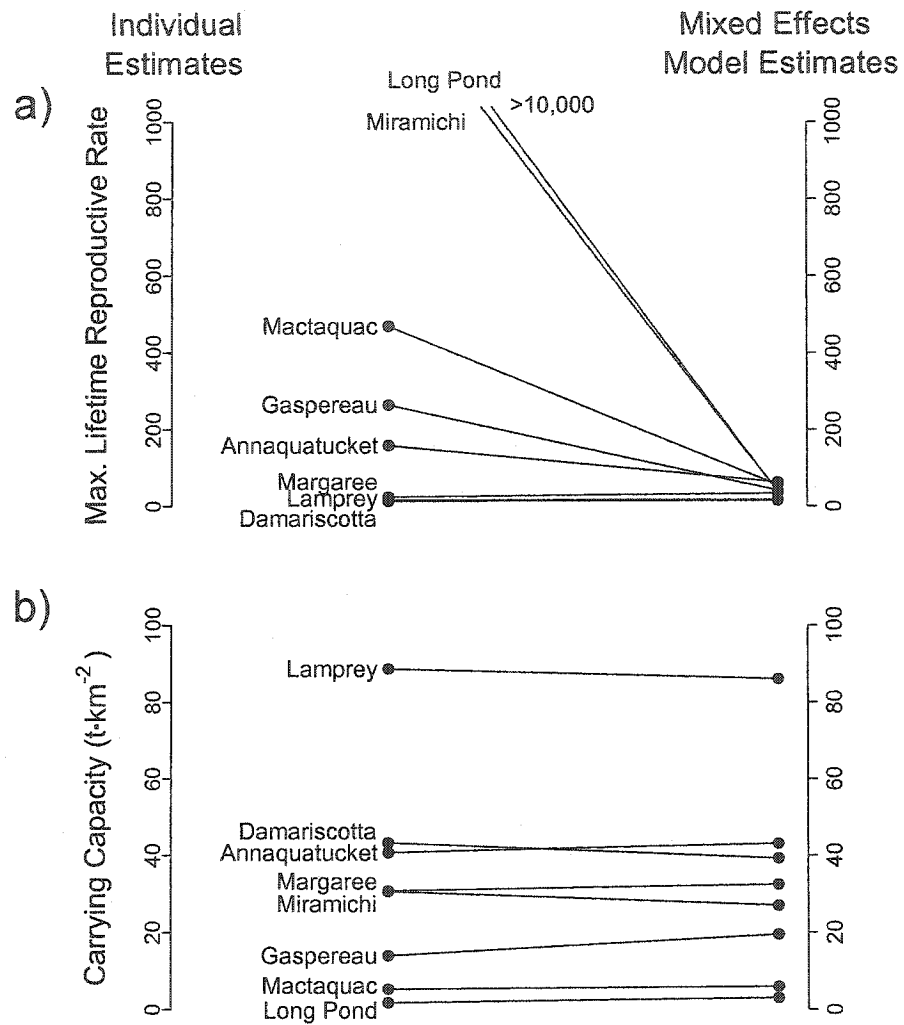 Individual
Estimates
Mixed Effects
Model Estimates
a)
Max. Lifetime Reproductive Rate
1000
800
600
400
200
0
Long Pond
>10,000
Miramichi
Mactaquac
Gaspereau
Annaquatucket
Margaree
Lamprey
Damariscotta
1000
800
600
400
200
0
b)
Carrying Capacity (t·km-2)
100
80
60
40
20
0
Lamprey
Damariscotta
Annaquatucket
Margaree
Miramichi
Gaspereau
Mactaquac
Long Pond
100
80
60
40
20
0